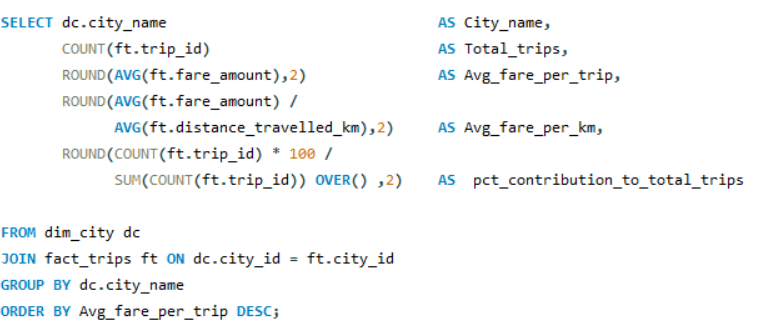 SELECT dc.city_name AS City_name,
COUNT(ft.trip_id) AS Total_trips,
ROUND(AVG(ft.fare_amount),2) AS Avg_fare_per_trip,
ROUND(AVG(ft.fare_amount) /
AVG(ft.distance_travelled_km),2) AS Avg_fare_per_km,
ROUND(COUNT(ft.trip_id) * 100 /
SUM(COUNT(ft.trip_id)) OVER() ,2) AS pct_contribution_to_total_trips
FROM dim_city dc
JOIN fact_trips ft ON dc.city_id = ft.city_id
GROUP BY dc.city_name
ORDER BY Avg_fare_per_trip DESC;